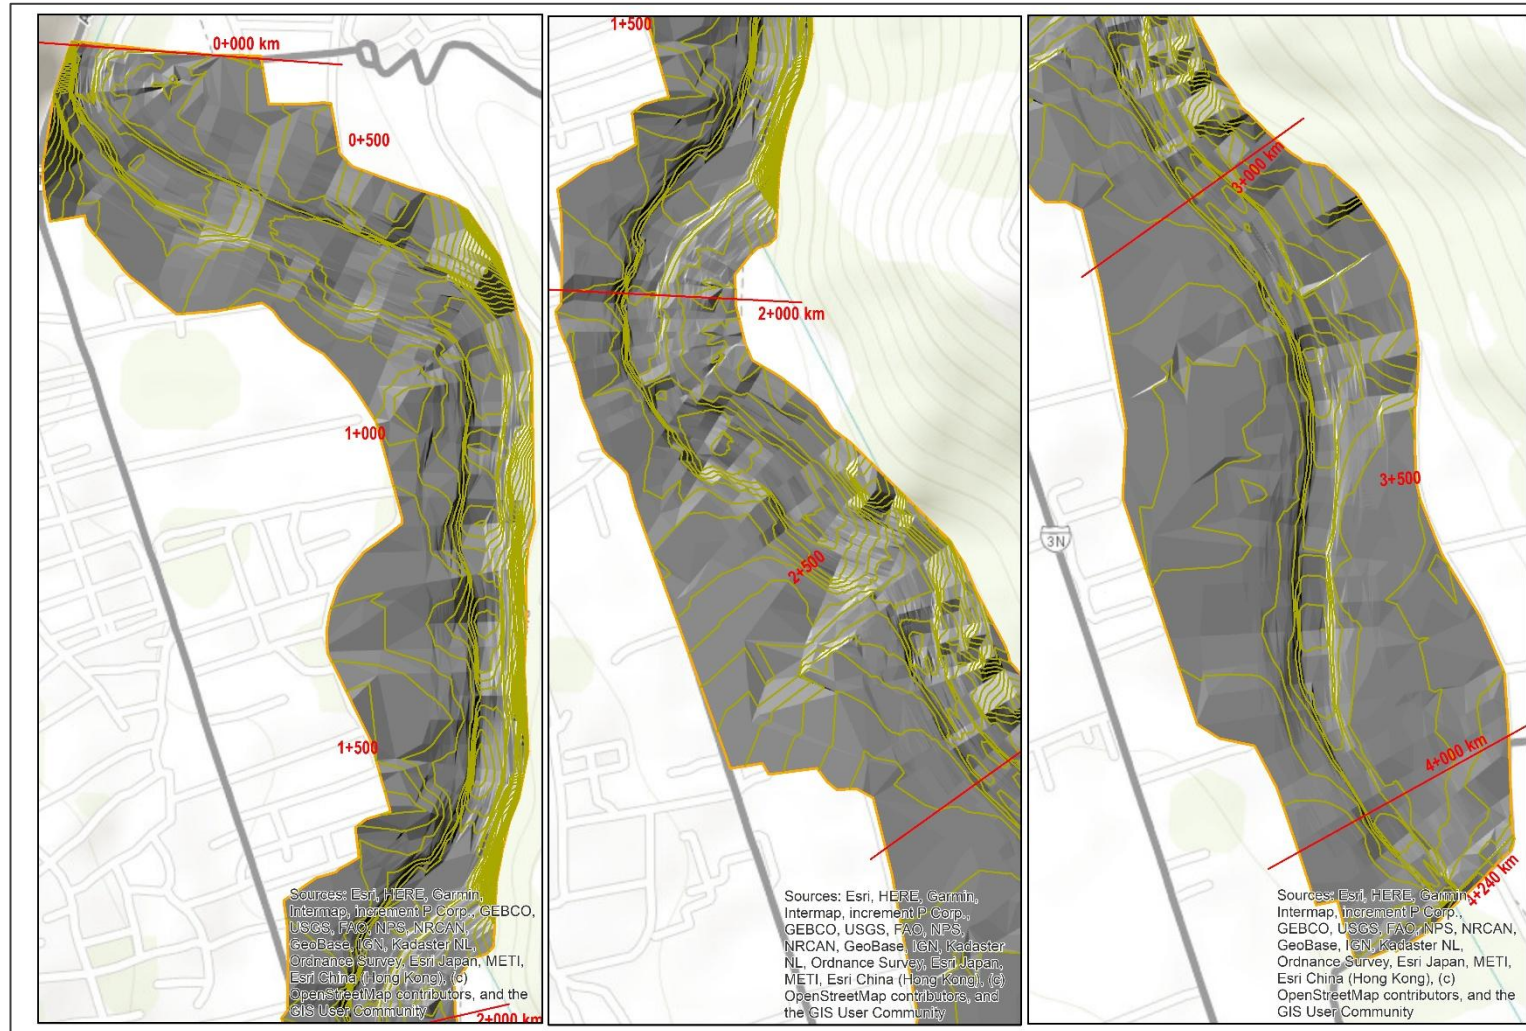 0+000 km
0+500
1+000
1+500
Sources: Esri, HERE, Garmin,
Intermap, increment P Corp., GEBCO,
USGS, FAO, NPS, NRCAN,
GeoBase, IGN, Kadaster NL,
Ordnance Survey, Esri Japan, METI,
Esri China (Hong Kong), (c)
OpenStreetMap contributors, and the
GIS User Community
2+000 km
1+500
2+000 km
2+500
Sources: Esri, HERE, Garmin,
Intermap, increment P Corp.,
GEBCO, USGS, FAO, NPS,
NRCAN, GeoBase, IGN, Kadaster
NL, Ordnance Survey, Esri Japan,
METI, Esri China (Hong Kong), (c)
OpenStreetMap contributors, and
the GIS User Community
3+000 km
3+500
3N
4+000 km
4+240 km
Sources: Esri, HERE, Garmin,
Intermap, increment P Corp.,
GEBCO, USGS, FAO, NPS, NRCAN,
GeoBase, IGN, Kadaster NL,
Ordnance Survey, Esri Japan, METI,
Esri China (Hong Kong), (c)
OpenStreetMap contributors, and the
GIS User Community